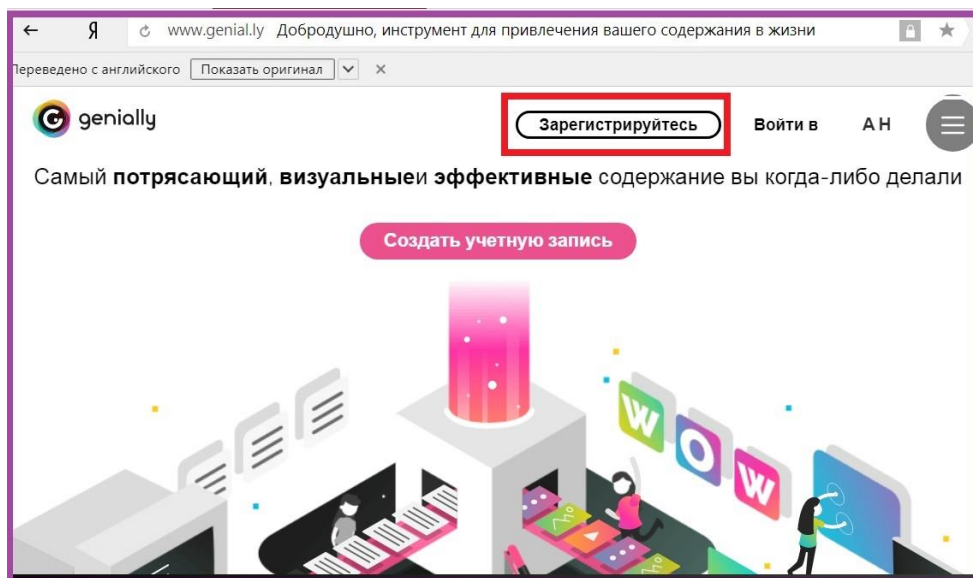 Я www.genial.ly Добродушно, инструмент для привлечения вашего содержания в жизни
Переведено с английского Показать оригинал
genially Зарегистрируйтесь Войти в А Н
Самый потрясающий, визуальныеи эффективные содержание вы когда-либо делали
Создать учетную запись
WOW